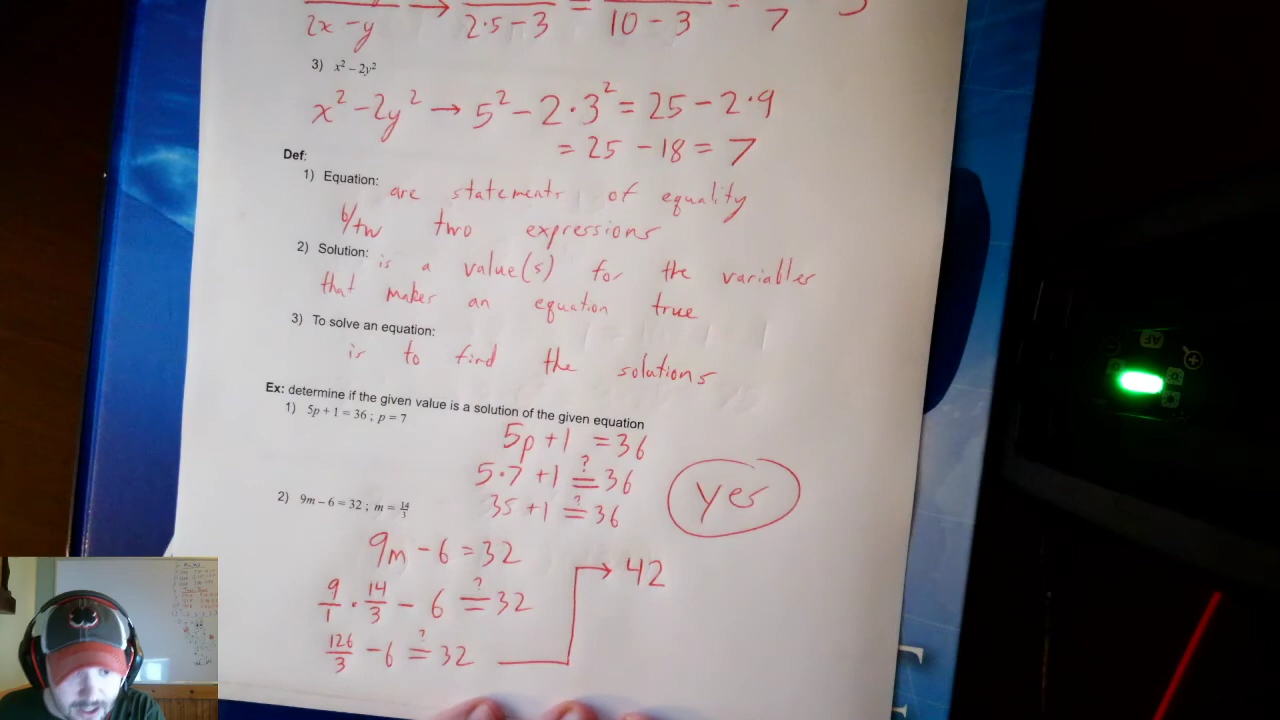 2x - y → 2·5 - 3 = 10 - 3 = 7
3) x² - 2y²
x² - 2y² → 5² - 2·3² = 25 - 2·9
= 25 - 18 = 7
Def:
1) Equation: are statements of equality
b/tw two expressions
2) Solution: is a value(s) for the variables
that makes an equation true
3) To solve an equation:
is to find the solutions
Ex: determine if the given value is a solution of the given equation
1) 5p + 1 = 36 ; p = 7
5p + 1 = 36
5·7 + 1 ≟ 36
35 + 1 ≟ 36
yes
2) 9m - 6 = 32 ; m = 14/3
9m - 6 = 32
9/1 · 14/3 - 6 ≟ 32
126/3 - 6 ≟ 32 → 42
AF